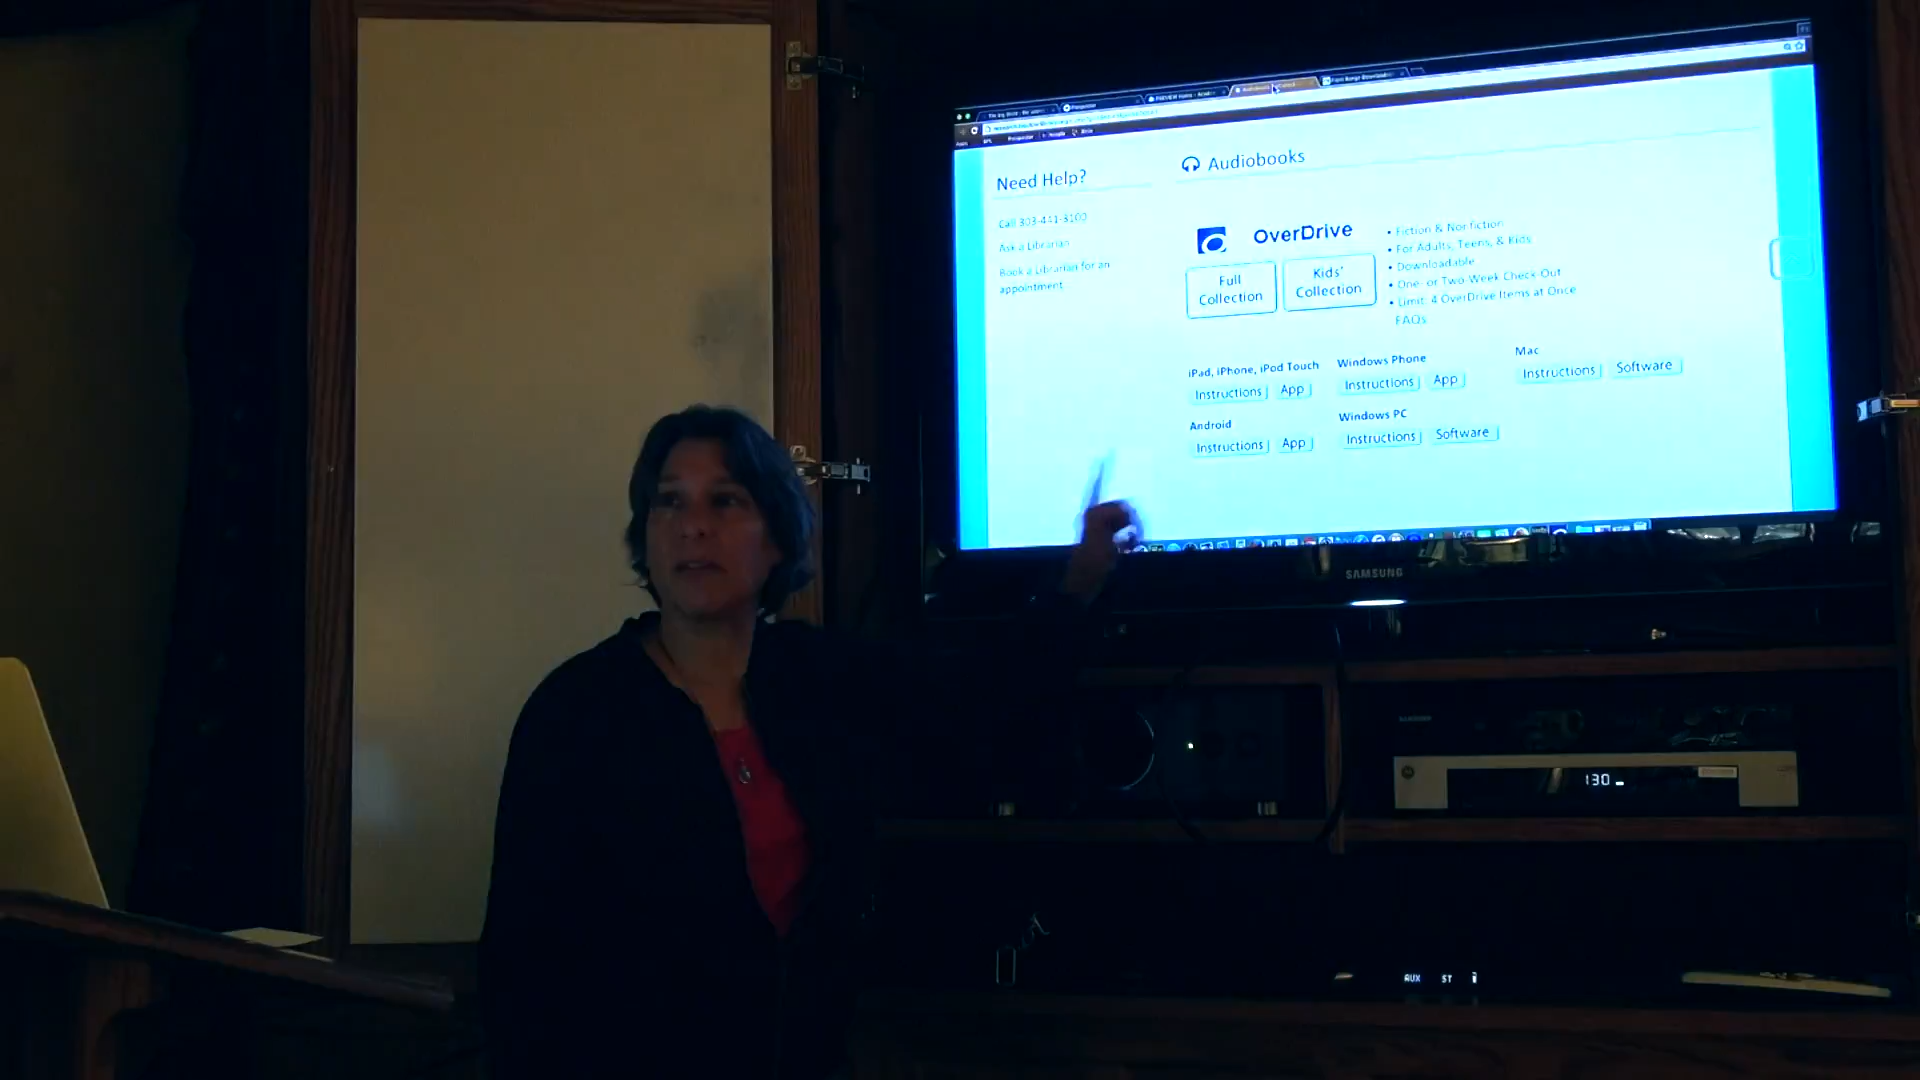 Need Help?
Call 303-441-3100
Ask a Librarian
Book a Librarian for an
appointment
Audiobooks
OverDrive
Full
Collection
Kids'
Collection
• Fiction & Nonfiction
• For Adults, Teens, & Kids
• Downloadable
• One- or Two-Week Check Out
• Limit: 4 OverDrive Items at Once
FAQs
iPad, iPhone, iPod Touch
Instructions App
Windows Phone
Instructions App
Mac
Instructions Software
Android
Instructions App
Windows PC
Instructions Software
SAMSUNG
SAMSUNG
130
AUX ST